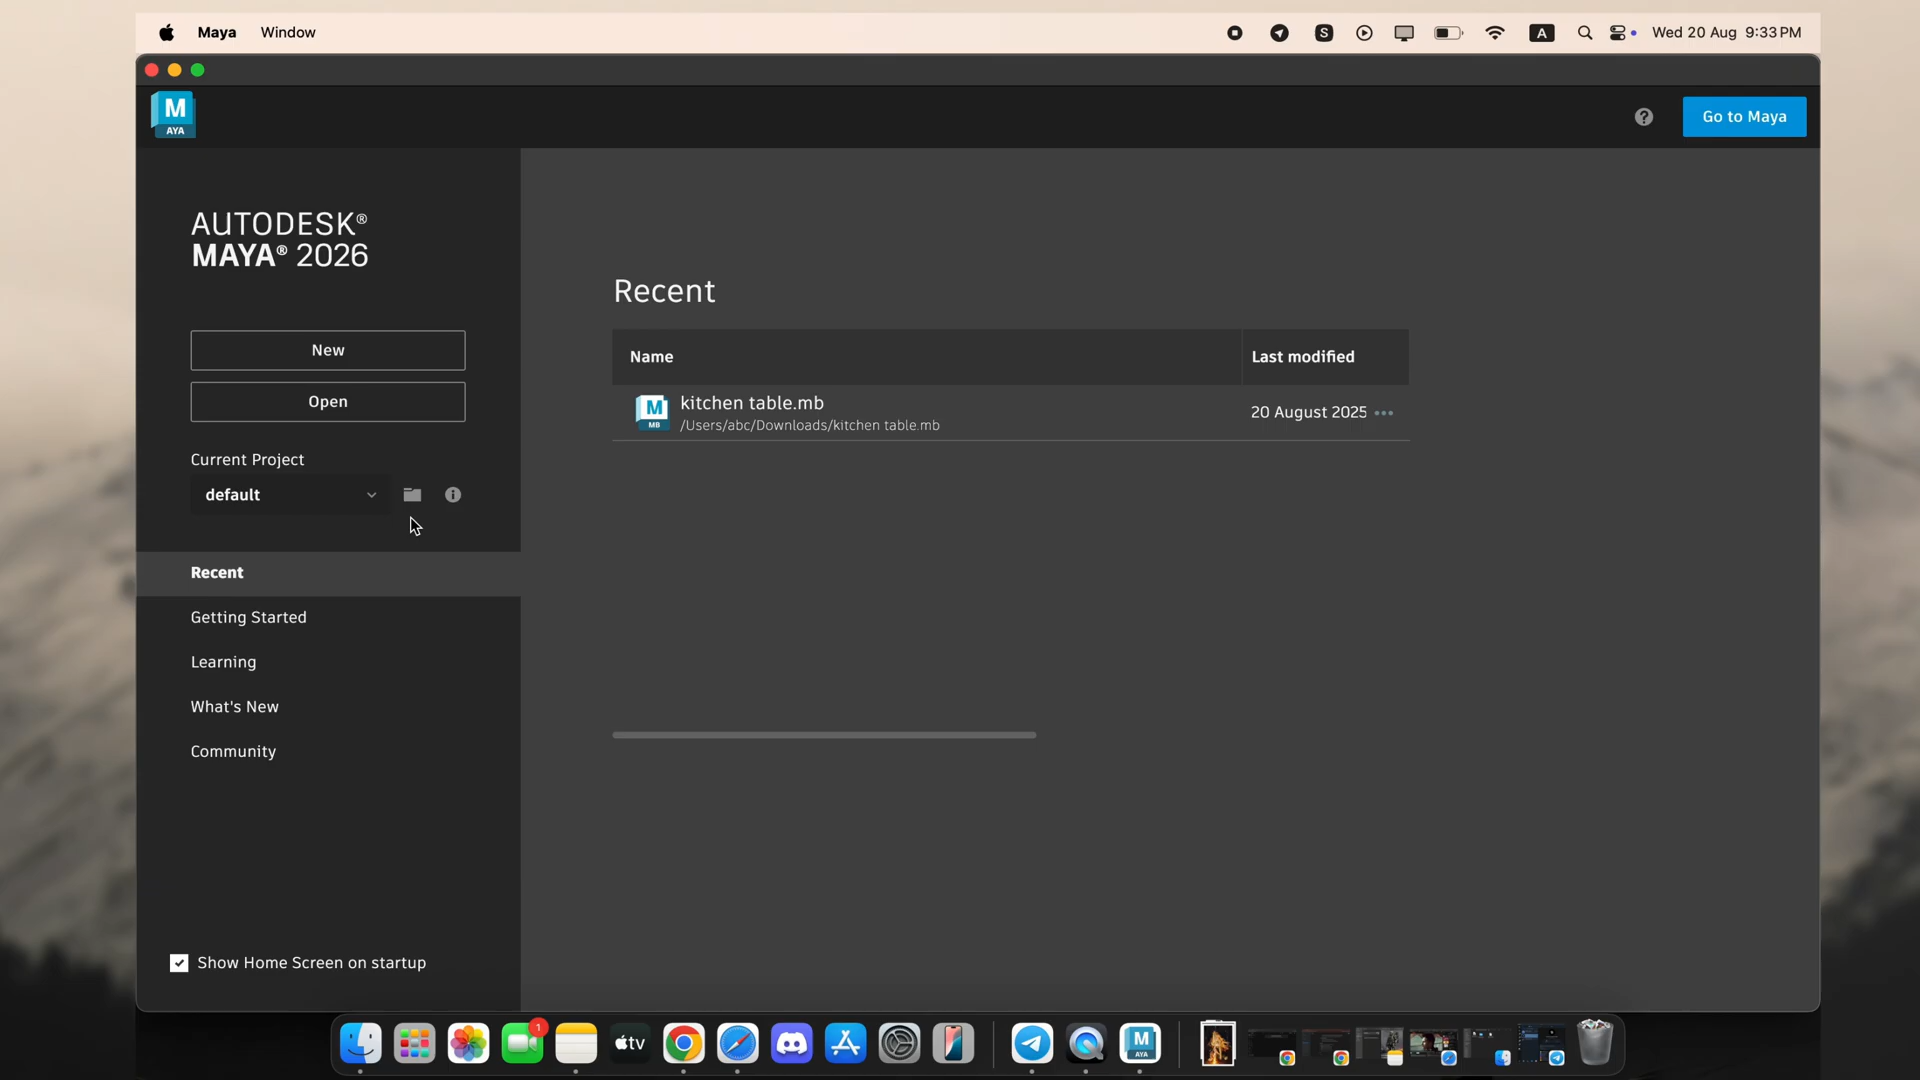 Maya Window
S
A
Wed 20 Aug 9:33 PM
M
AYA
Go to Maya
AUTODESK®
MAYA® 2026
New
Open
Current Project
default
Recent
Getting Started
Learning
What's New
Community
Show Home Screen on startup
Recent
Name
Last modified
M
MB
kitchen table.mb
20 August 2025
/Users/abc/Downloads/kitchen table.mb
1
tv
M
AYA